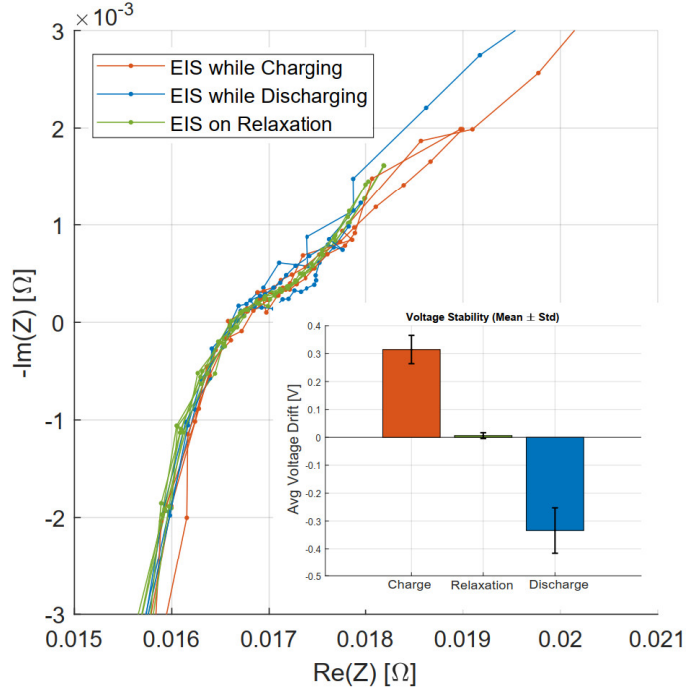 ×10⁻³
3
2
1
0
-1
-2
-3
-Im(Z) [Ω]
EIS while Charging
EIS while Discharging
EIS on Relaxation
Voltage Stability (Mean ± Std)
0.4
0.3
0.2
0.1
0
-0.1
-0.2
-0.3
-0.4
-0.5
Avg Voltage Drift [V]
Charge Relaxation Discharge
0.015 0.016 0.017 0.018 0.019 0.02 0.021
Re(Z) [Ω]